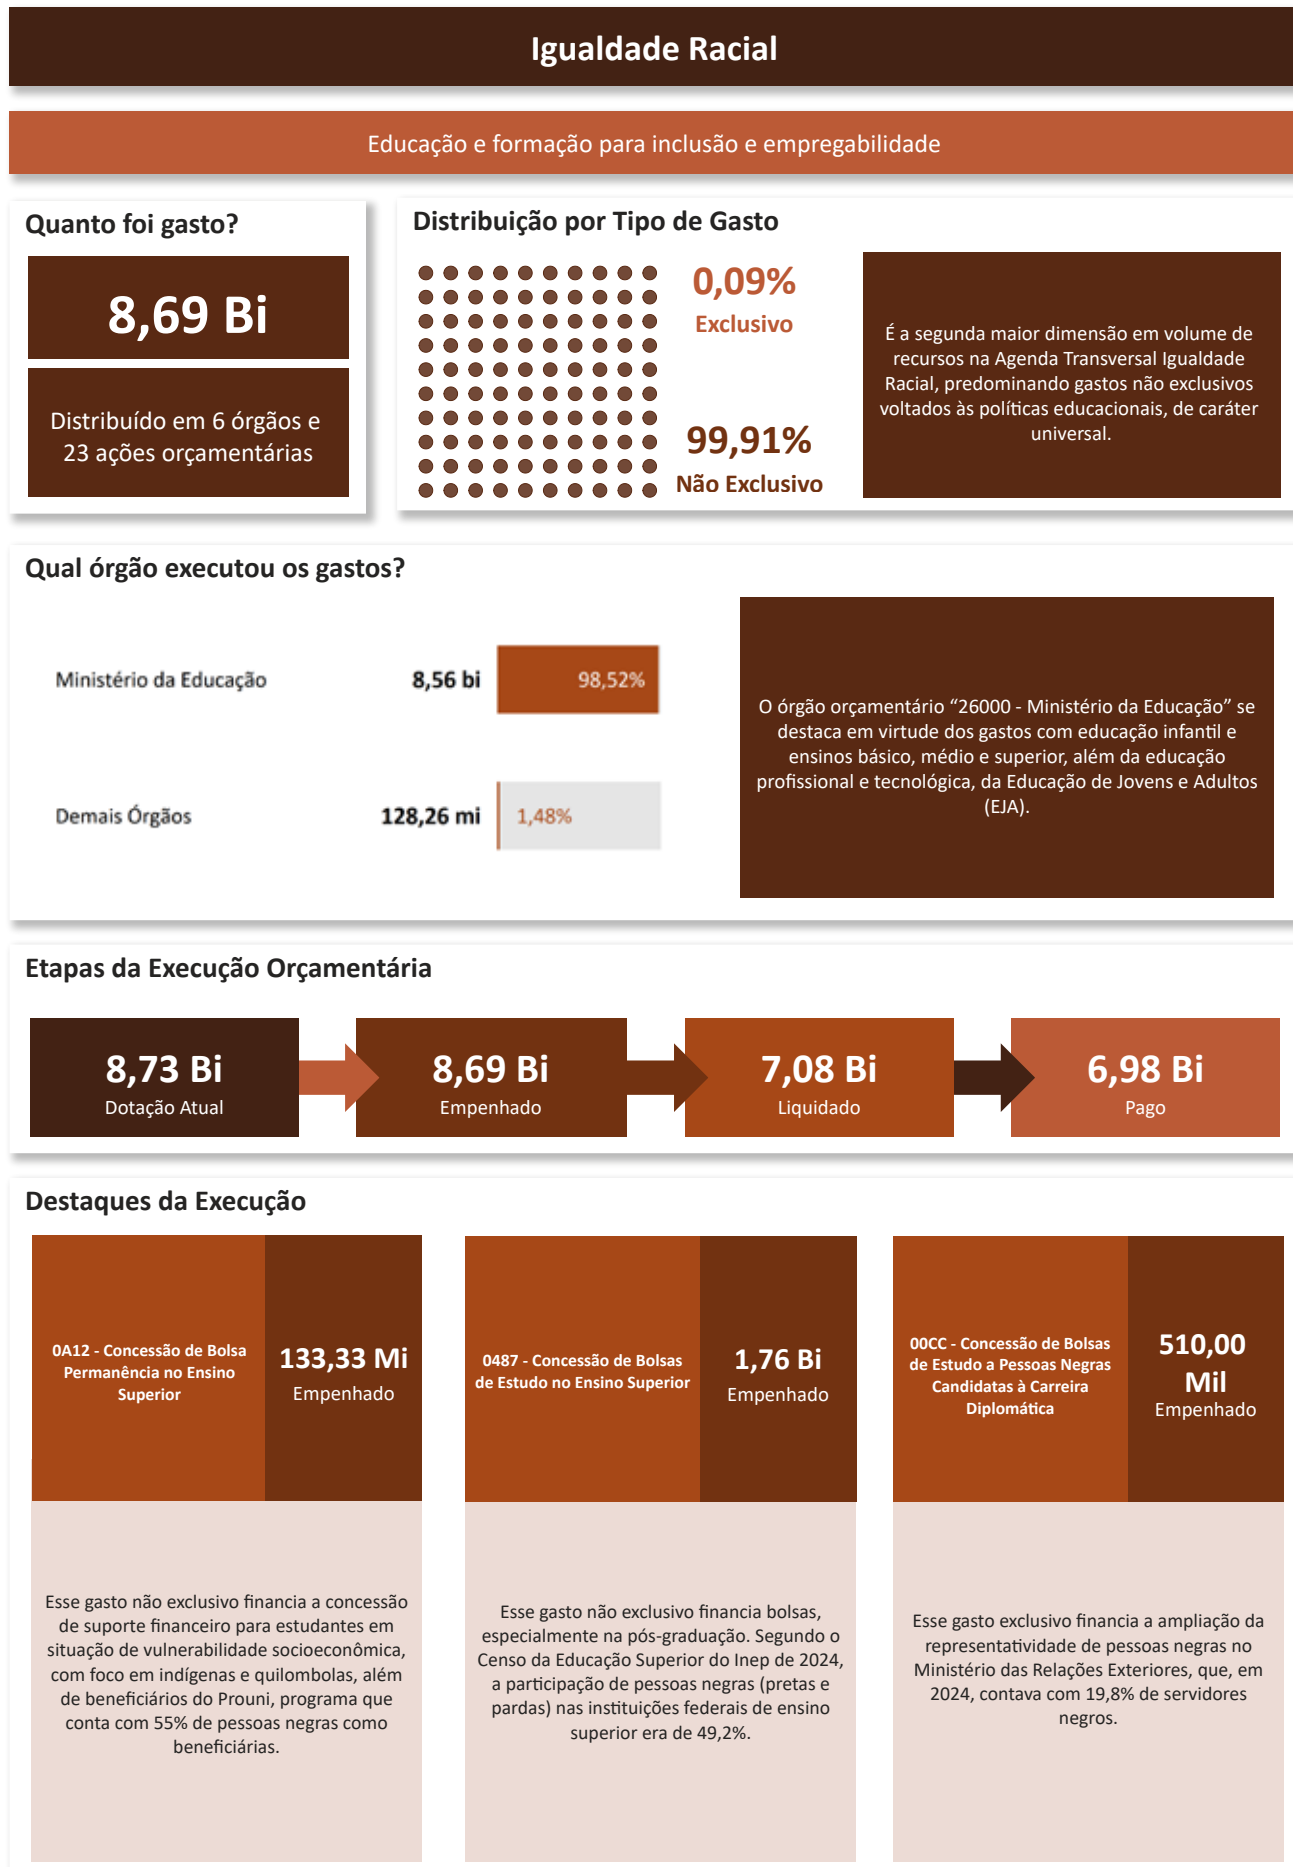 Igualdade Racial
Educação e formação para inclusão e empregabilidade
Quanto foi gasto?
8,69 Bi
Distribuído em 6 órgãos e
23 ações orçamentárias
Distribuição por Tipo de Gasto
0,09%
Exclusivo
99,91%
Não Exclusivo
É a segunda maior dimensão em volume de
recursos na Agenda Transversal Igualdade
Racial, predominando gastos não exclusivos
voltados às políticas educacionais, de caráter
universal.
Qual órgão executou os gastos?
Ministério da Educação 8,56 bi 98,52%
Demais Órgãos 128,26 mi 1,48%
O órgão orçamentário “26000 - Ministério da Educação” se
destaca em virtude dos gastos com educação infantil e
ensinos básico, médio e superior, além da educação
profissional e tecnológica, da Educação de Jovens e Adultos
(EJA).
Etapas da Execução Orçamentária
8,73 Bi
Dotação Atual
8,69 Bi
Empenhado
7,08 Bi
Liquidado
6,98 Bi
Pago
Destaques da Execução
0A12 - Concessão de Bolsa
Permanência no Ensino
Superior
133,33 Mi
Empenhado
Esse gasto não exclusivo financia a concessão
de suporte financeiro para estudantes em
situação de vulnerabilidade socioeconômica,
com foco em indígenas e quilombolas, além
de beneficiários do Prouni, programa que
conta com 55% de pessoas negras como
beneficiárias.
0487 - Concessão de Bolsas
de Estudo no Ensino Superior
1,76 Bi
Empenhado
Esse gasto não exclusivo financia bolsas,
especialmente na pós-graduação. Segundo o
Censo da Educação Superior do Inep de 2024,
a participação de pessoas negras (pretas e
pardas) nas instituições federais de ensino
superior era de 49,2%.
00CC - Concessão de Bolsas
de Estudo a Pessoas Negras
Candidatas à Carreira
Diplomática
510,00
Mil
Empenhado
Esse gasto exclusivo financia a ampliação da
representatividade de pessoas negras no
Ministério das Relações Exteriores, que, em
2024, contava com 19,8% de servidores
negros.